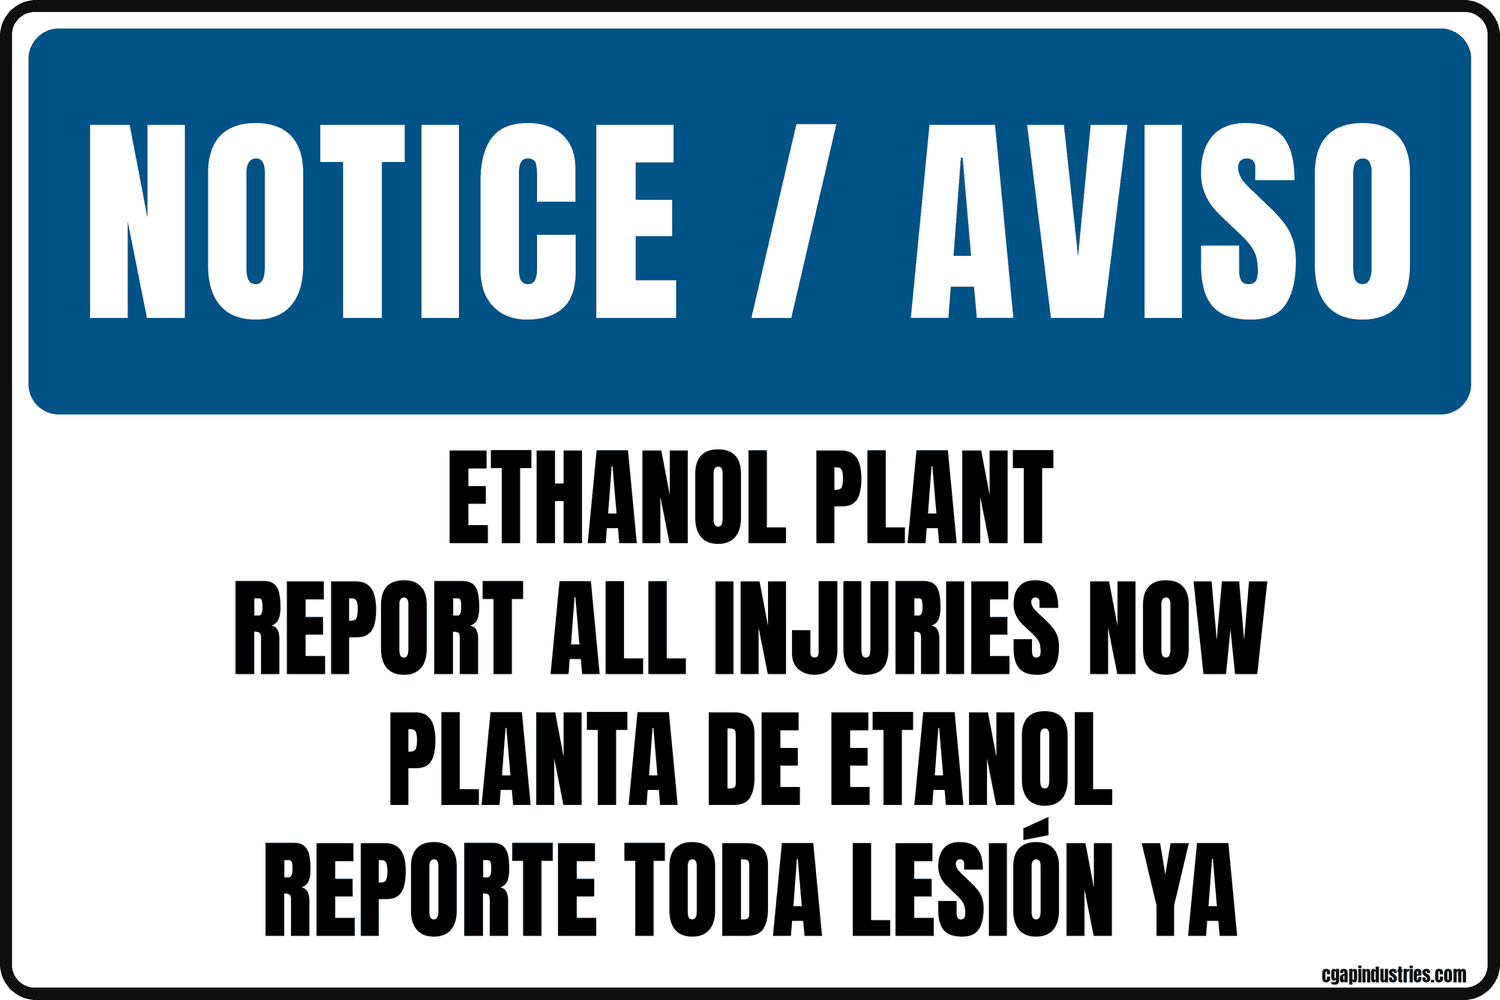 NOTICE / AVISO
ETHANOL PLANT
REPORT ALL INJURIES NOW
PLANTA DE ETANOL
REPORTE TODA LESIÓN YA
cgapindustries.com